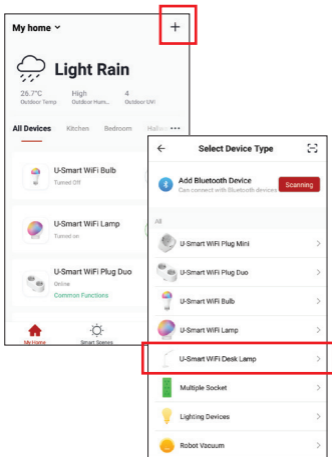 My home
+
Light Rain
26.7°C High 4
Outdoor Temp Outdoor Hum... Outdoor UVI
All Devices Kitchen Bedroom
U-Smart WiFi Bulb
Turned Off
U-Smart WiFi Lamp
Turned on
U-Smart WiFi Plug Duo
Online
Common Functions
My Home Smart Scenes
Select Device Type
Add Bluetooth Device
Can connect with Bluetooth devices
Scanning
All
U-Smart WiFi Plug Mini
U-Smart WiFi Plug Duo
U-Smart WiFi Bulb
U-Smart WiFi Lamp
U-Smart WiFi Desk Lamp
Multiple Socket
Lighting Devices
Robot Vacuum